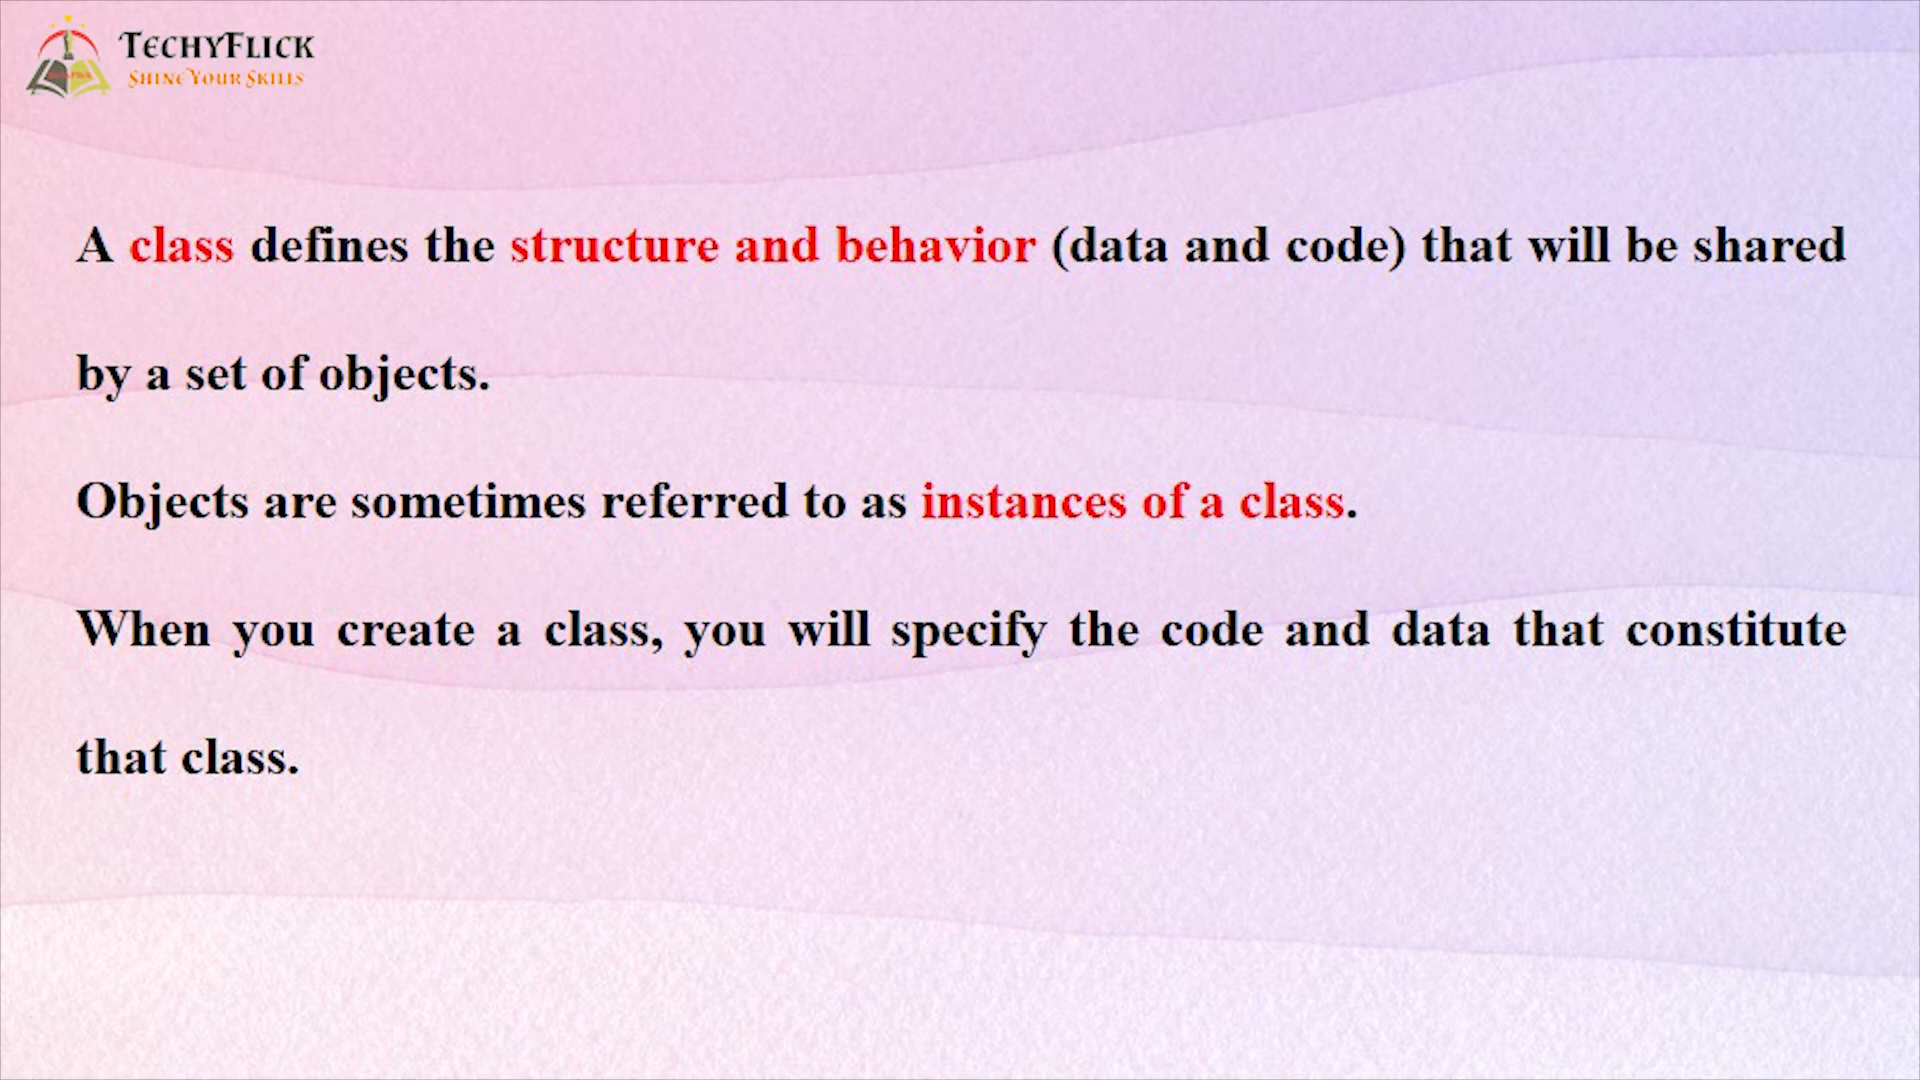 TECHYFLICK
SHINE YOUR SKILLS
A class defines the structure and behavior (data and code) that will be shared
by a set of objects.
Objects are sometimes referred to as instances of a class.
When you create a class, you will specify the code and data that constitute
that class.